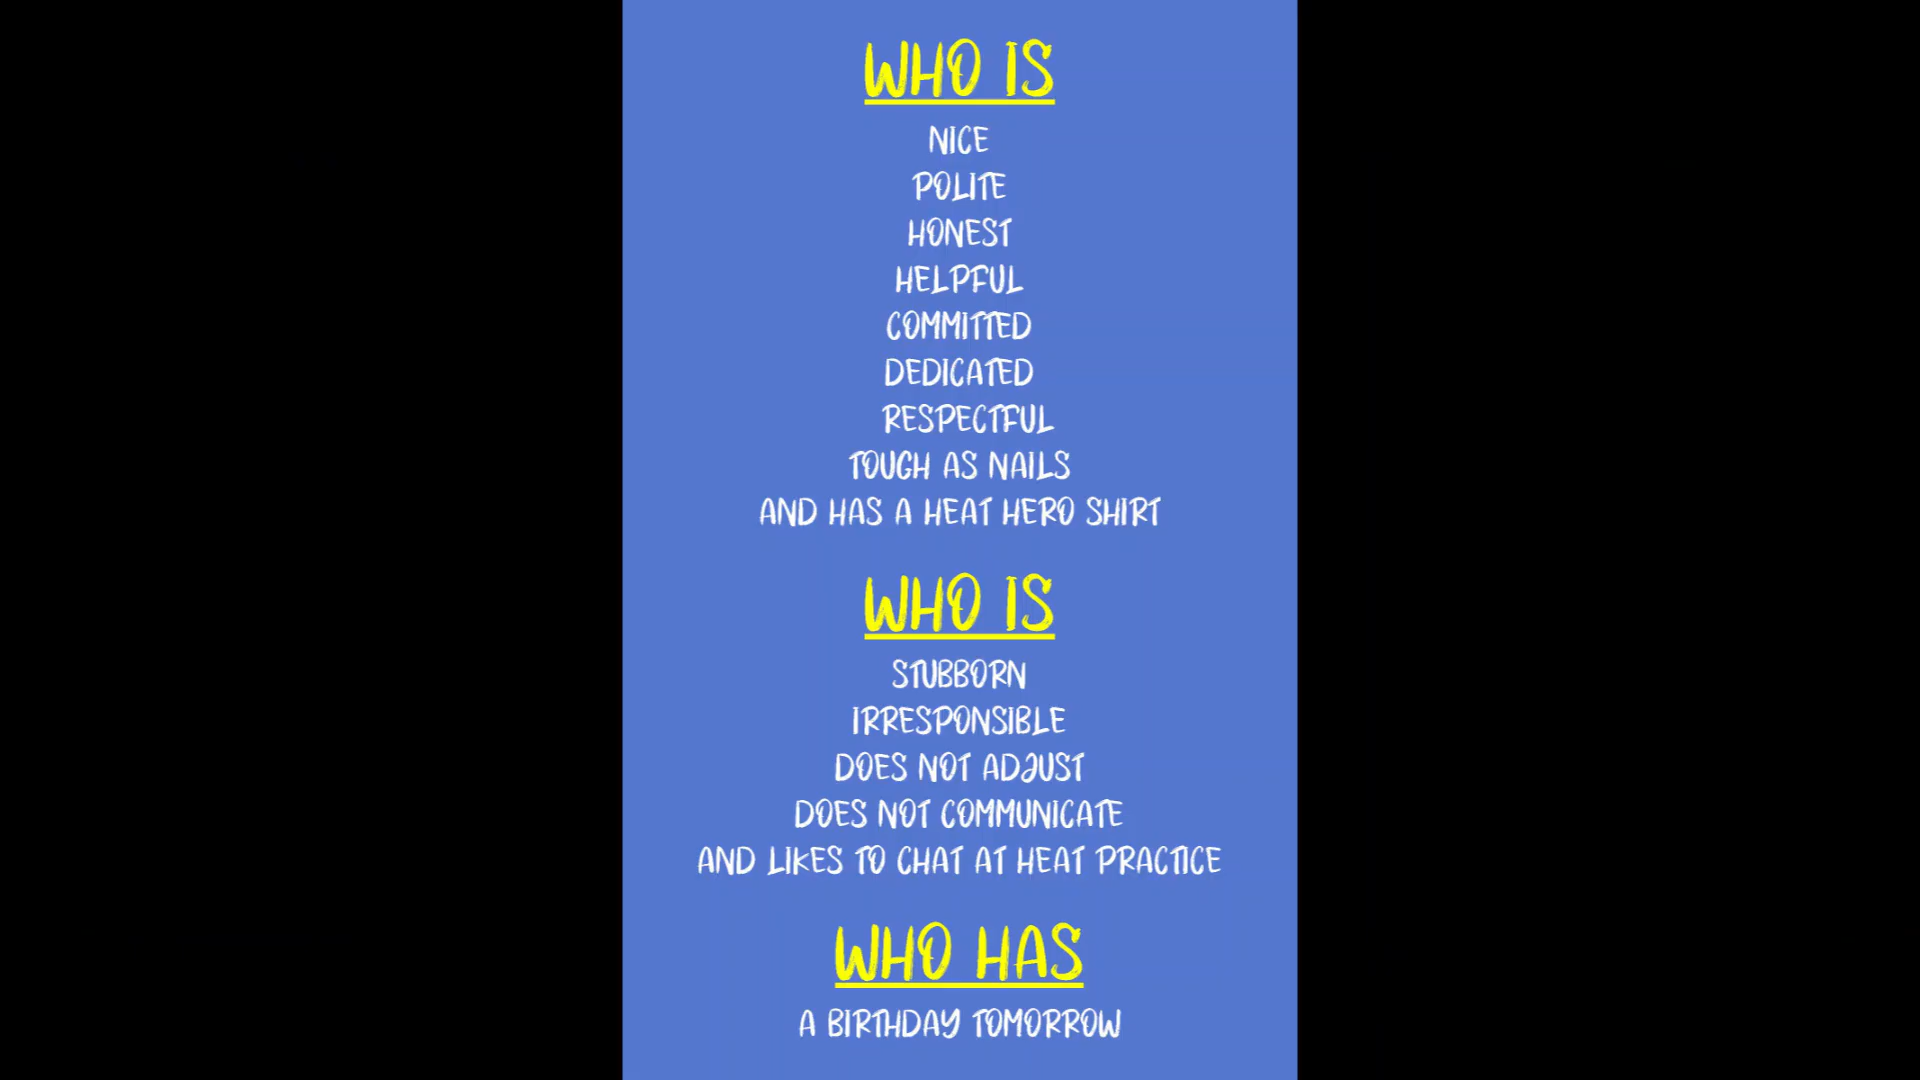 WHO IS
NICE
POLITE
HONEST
HELPFUL
COMMITTED
DEDICATED
RESPECTFUL
TOUGH AS NAILS
AND HAS A HEAT HERO SHIRT
WHO IS
STUBBORN
IRRESPONSIBLE
DOES NOT ADJUST
DOES NOT COMMUNICATE
AND LIKES TO CHAT AT HEAT PRACTICE
WHO HAS
A BIRTHDAY TOMORROW